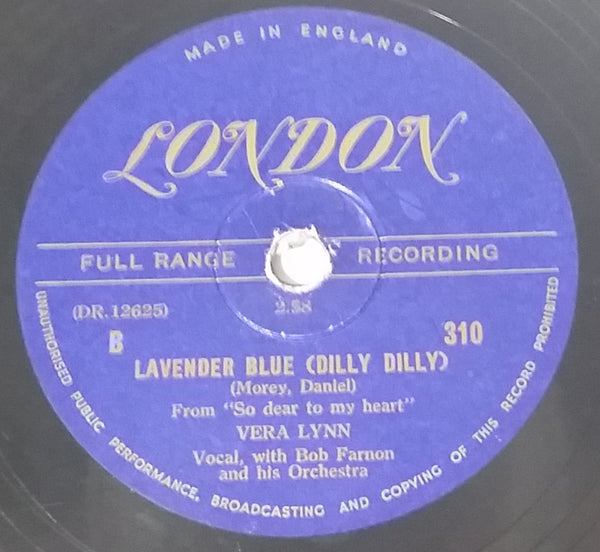 MADE IN ENGLAND
LONDON
FULL RANGE RECORDING
(DR.12625) 2.58
B 310
LAVENDER BLUE (DILLY DILLY)
(Morey, Daniel)
From "So dear to my heart"
VERA LYNN
Vocal, with Bob Farnon
and his Orchestra
UNAUTHORISED PUBLIC PERFORMANCE, BROADCASTING AND COPYING OF THIS RECORD PROHIBITED